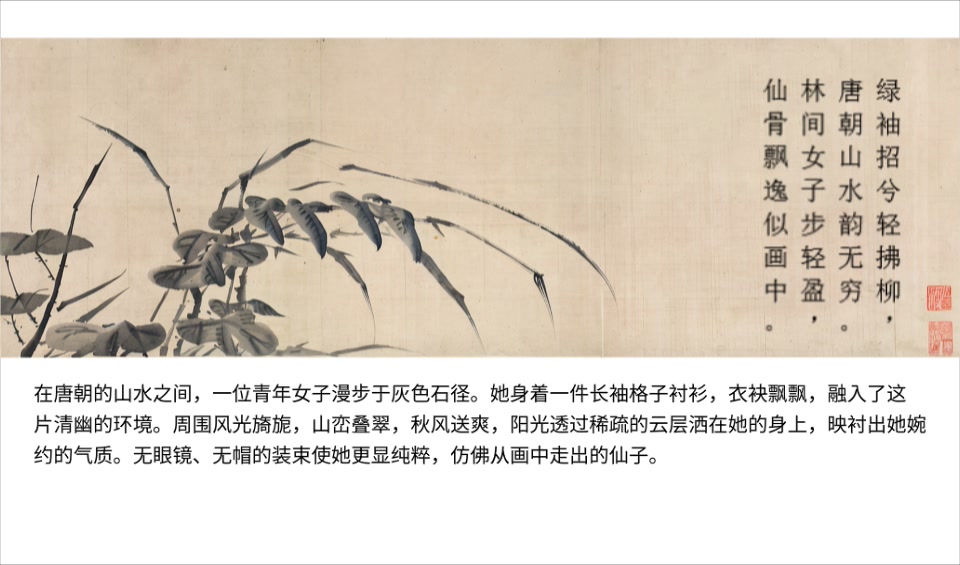 绿袖招兮轻拂柳，
唐朝山水韵无穷。
林间女子步轻盈，
仙骨飘逸似画中。
在唐朝的山水之间，一位青年女子漫步于灰色石径。她身着一件长袖格子衬衫，衣袂飘飘，融入了这
片清幽的环境。周围风光旖旎，山峦叠翠，秋风送爽，阳光透过稀疏的云层洒在她的身上，映衬出她婉
约的气质。无眼镜、无帽的装束使她更显纯粹，仿佛从画中走出的仙子。